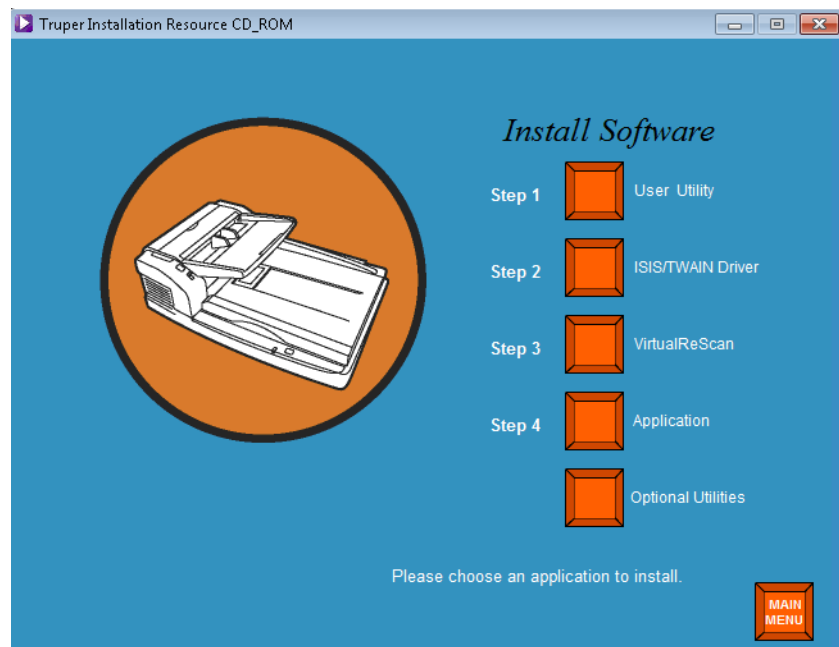 Truper Installation Resource CD_ROM
Install Software
Step 1 User Utility
Step 2 ISIS/TWAIN Driver
Step 3 VirtualReScan
Step 4 Application
Optional Utilities
Please choose an application to install.
MAIN
MENU